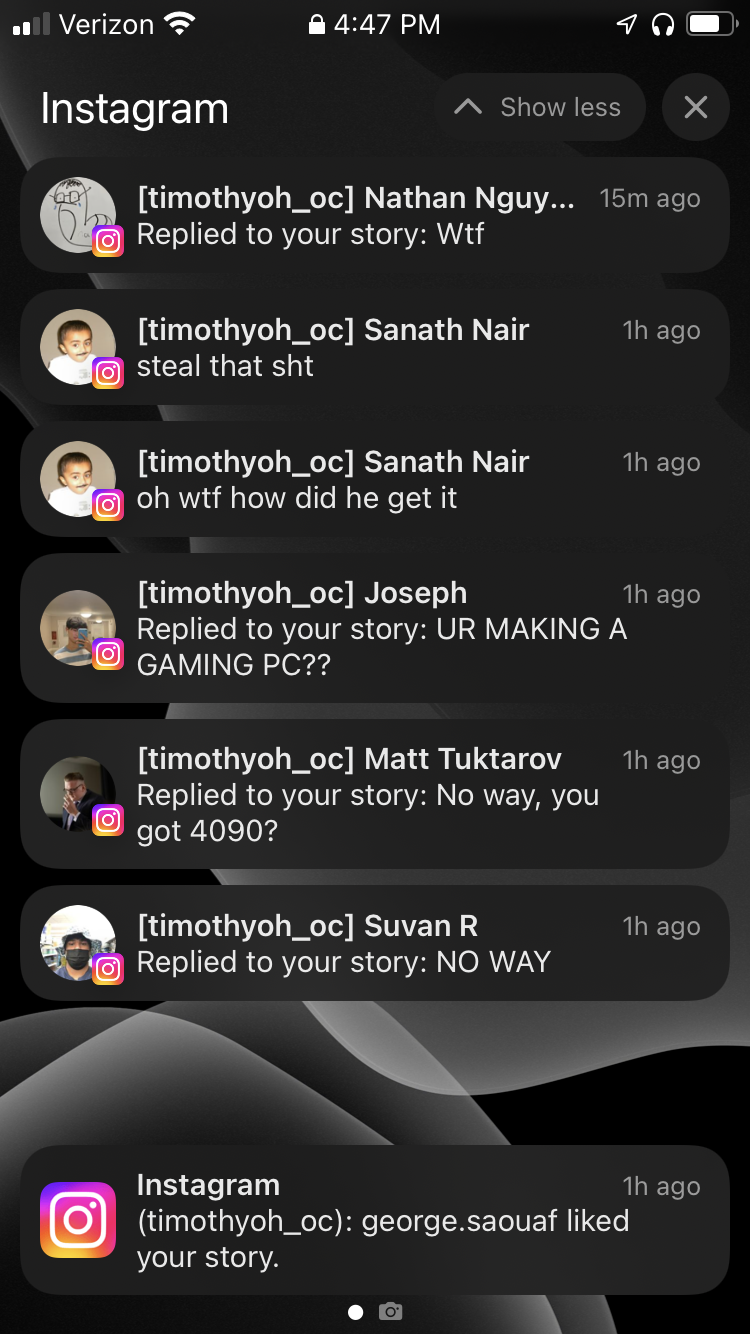 Verizon 4:47 PM
Instagram Show less
[timothyoh_oc] Nathan Nguy... 15m ago
Replied to your story: Wtf
[timothyoh_oc] Sanath Nair 1h ago
steal that sht
[timothyoh_oc] Sanath Nair 1h ago
oh wtf how did he get it
[timothyoh_oc] Joseph 1h ago
Replied to your story: UR MAKING A
GAMING PC??
[timothyoh_oc] Matt Tuktarov 1h ago
Replied to your story: No way, you
got 4090?
[timothyoh_oc] Suvan R 1h ago
Replied to your story: NO WAY
Instagram 1h ago
(timothyoh_oc): george.saouaf liked
your story.